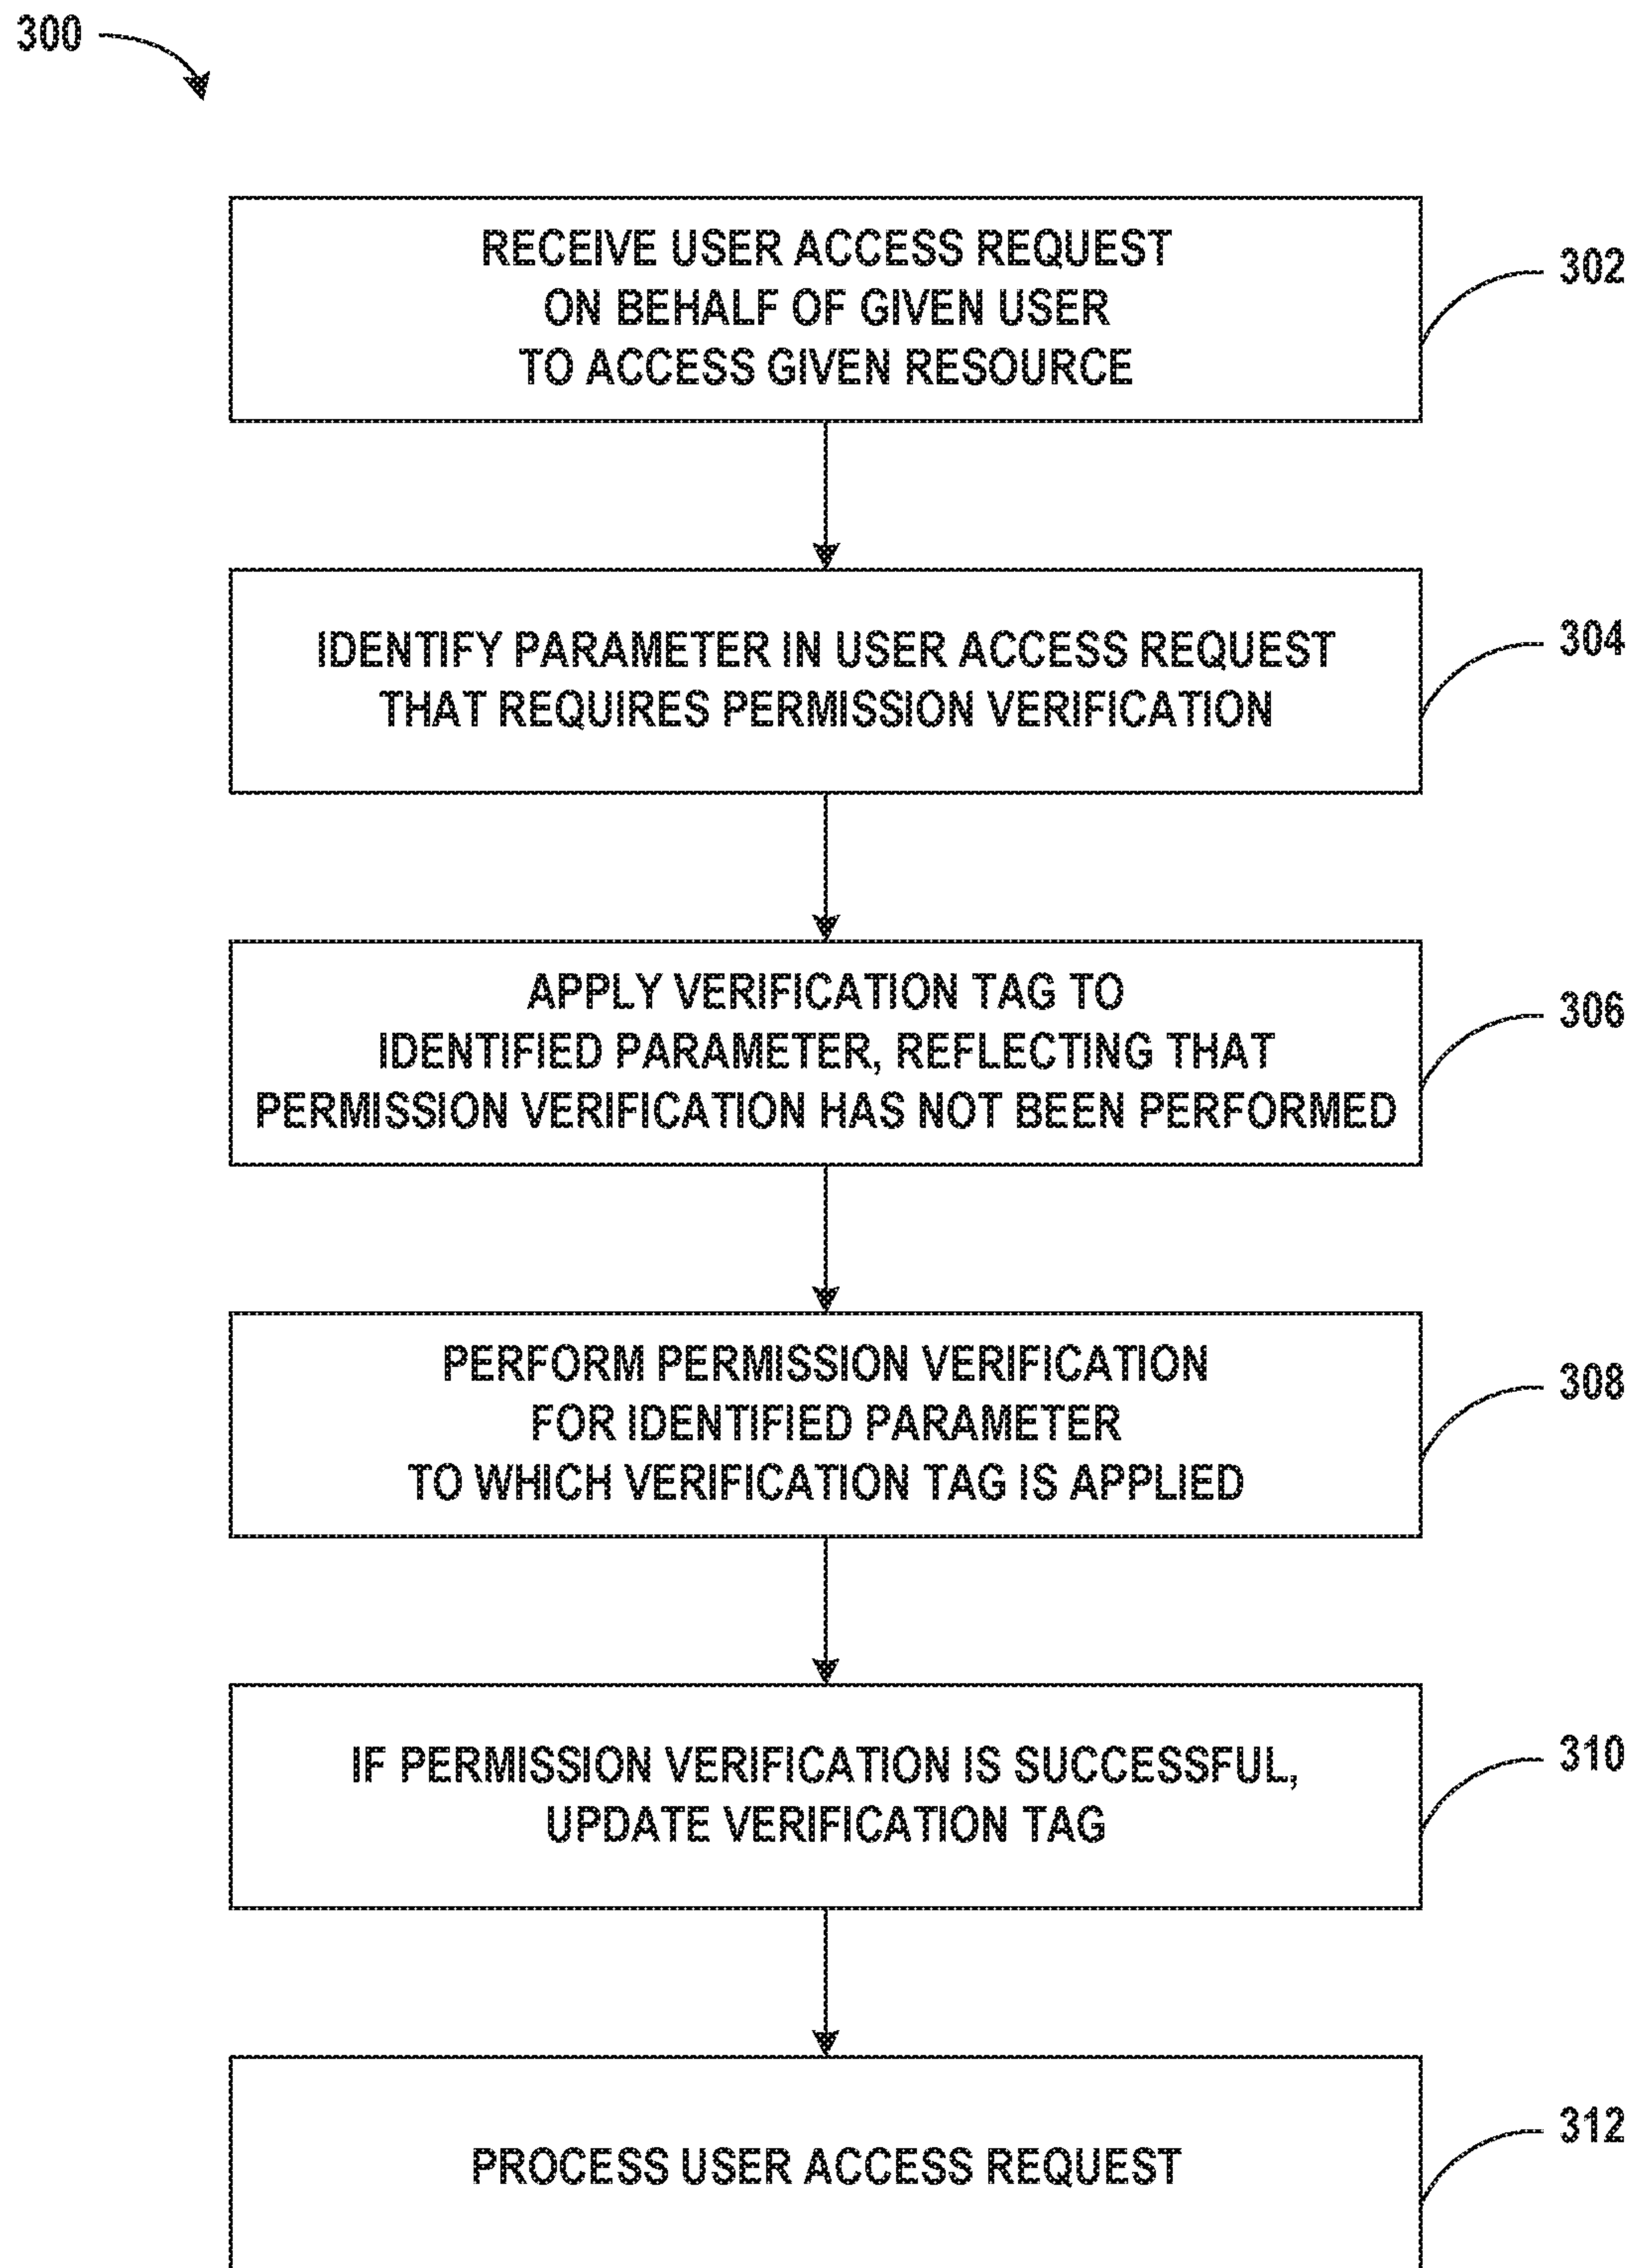 300
RECEIVE USER ACCESS REQUEST
ON BEHALF OF GIVEN USER
TO ACCESS GIVEN RESOURCE
302
IDENTIFY PARAMETER IN USER ACCESS REQUEST
THAT REQUIRES PERMISSION VERIFICATION
304
APPLY VERIFICATION TAG TO
IDENTIFIED PARAMETER, REFLECTING THAT
PERMISSION VERIFICATION HAS NOT BEEN PERFORMED
306
PERFORM PERMISSION VERIFICATION
FOR IDENTIFIED PARAMETER
TO WHICH VERIFICATION TAG IS APPLIED
308
IF PERMISSION VERIFICATION IS SUCCESSFUL,
UPDATE VERIFICATION TAG
310
PROCESS USER ACCESS REQUEST
312